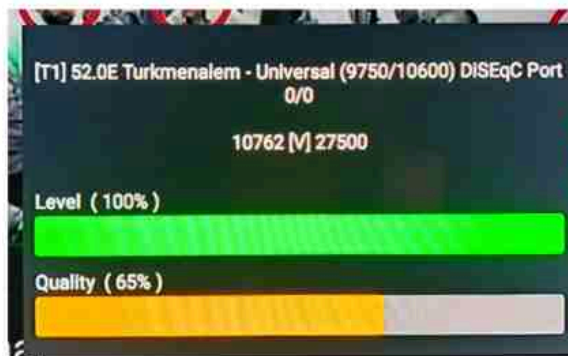 [T1] 52.0E Turkmenalem - Universal (9750/10600) DiSEqC Port
0/0
10762 [V] 27500
Level ( 100% )
Quality ( 65% )